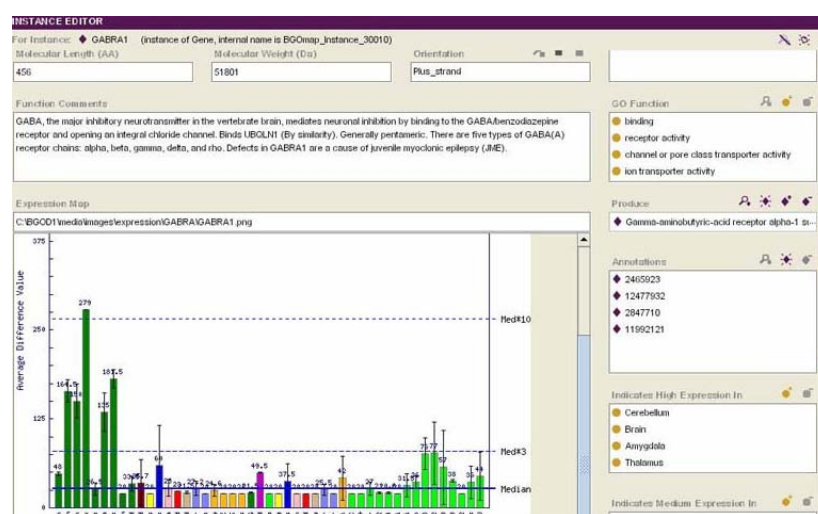 INSTANCE EDITOR
For Instance: GABRA1 (instance of Gene, internal name is BGOmap_Instance_30010)
Molecular Length (AA)
Molecular Weight (Da)
Orientation
456
51801
Plus_strand
Function Comments
GABA, the major inhibitory neurotransmitter in the vertebrate brain, mediates neuronal inhibition by binding to the GABA/benzodiazepine
receptor and opening an integral chloride channel. Binds UBQLN1 (By similarity). Generally pentameric. There are five types of GABA(A)
receptor chains: alpha, beta, gamma, delta, and rho. Defects in GABRA1 are a cause of juvenile myoclonic epilepsy (JME).
GO Function
binding
receptor activity
channel or pore class transporter activity
ion transporter activity
Expression Map
C:\BGOD1\media\images\expression\GABRA\GABRA1.png
Produce
Gamma-aminobutyric-acid receptor alpha-1 su...
Annotations
2465923
12477932
2847710
11992121
Indicates High Expression In
Cerebellum
Brain
Amygdala
Thalamus
Indicates Medium Expression In
Average Difference Value
375
250
125
0
Med*10
Med*3
Median
279
48
49.5
37.5
42